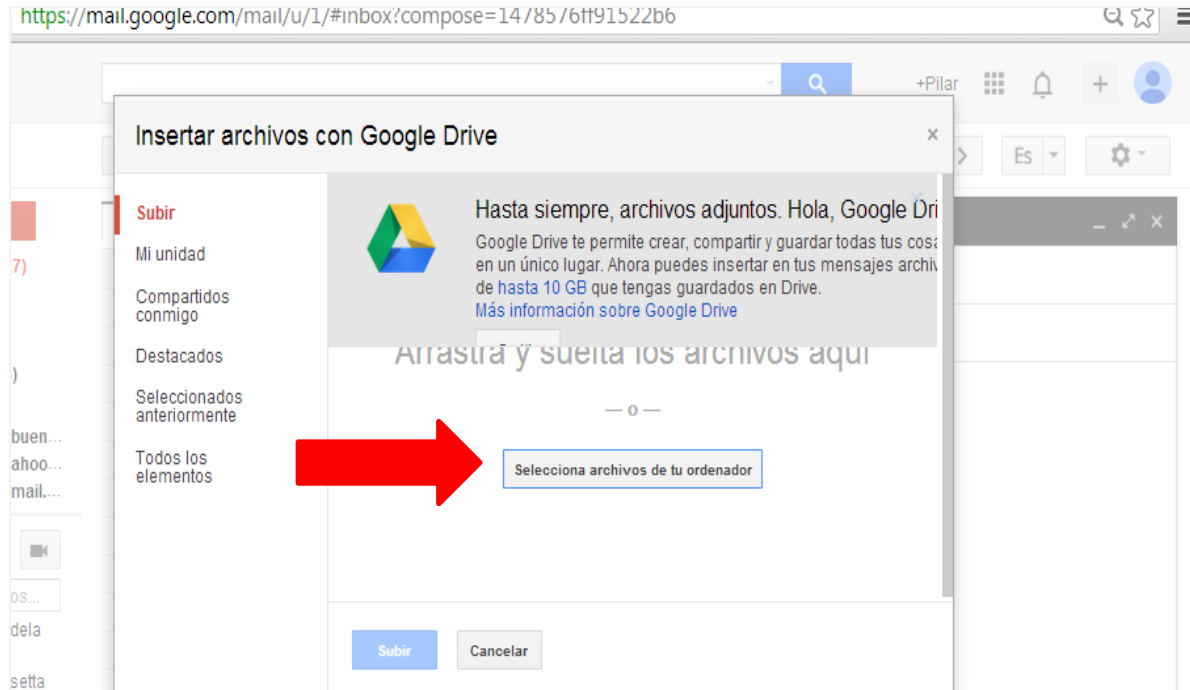 https://mail.google.com/mail/u/1/#inbox?compose=1478576ff91522b6
+Pilar
Insertar archivos con Google Drive
Es
Subir
Mi unidad
Compartidos
conmigo
Destacados
Seleccionados
anteriormente
Todos los
elementos
Hasta siempre, archivos adjuntos. Hola, Google Dri
Google Drive te permite crear, compartir y guardar todas tus cosa
en un único lugar. Ahora puedes insertar en tus mensajes archiv
de hasta 10 GB que tengas guardados en Drive.
Más información sobre Google Drive
Arrastra y suelta los archivos aquí
— o —
Selecciona archivos de tu ordenador
Subir
Cancelar
7)
)
buen...
ahoo...
mail....
os...
dela
setta